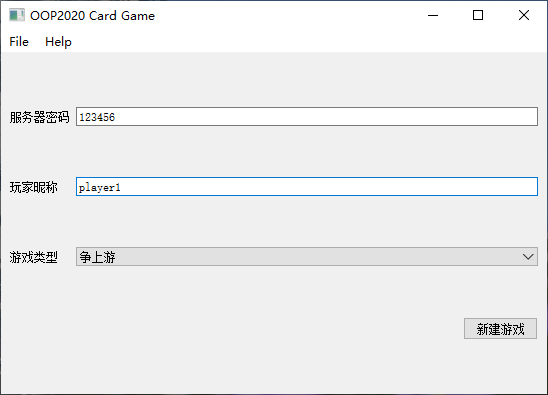 OOP2020 Card Game
File Help
服务器密码 123456
玩家昵称 player1
游戏类型 争上游
新建游戏